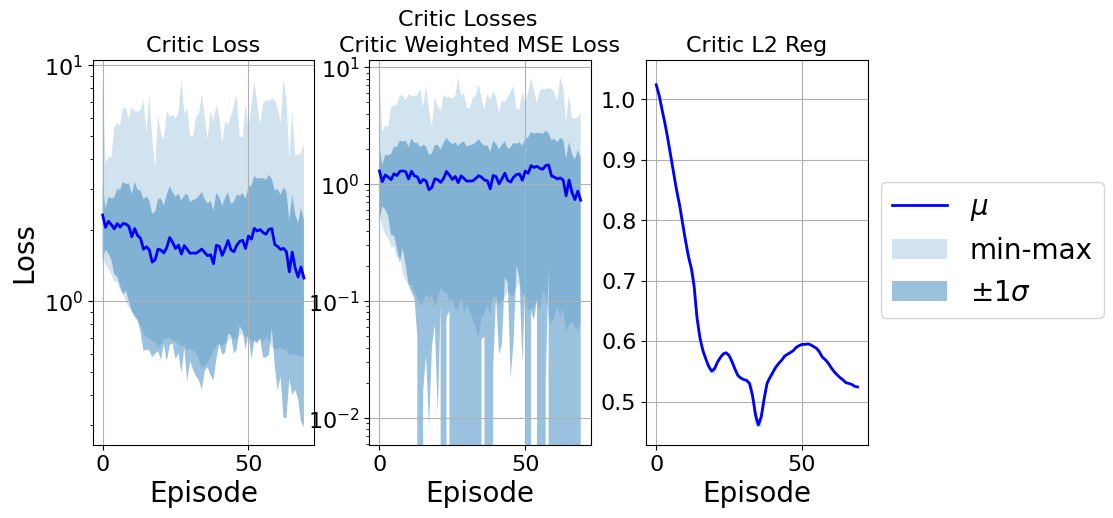 Critic Losses
Critic Loss
Critic Weighted MSE Loss
Critic L2 Reg
Loss
10¹
10⁰
0
50
Episode
10¹
10⁰
10⁻¹
10⁻²
0
50
Episode
1.0
0.9
0.8
0.7
0.6
0.5
0
50
Episode
μ
min-max
±1σ